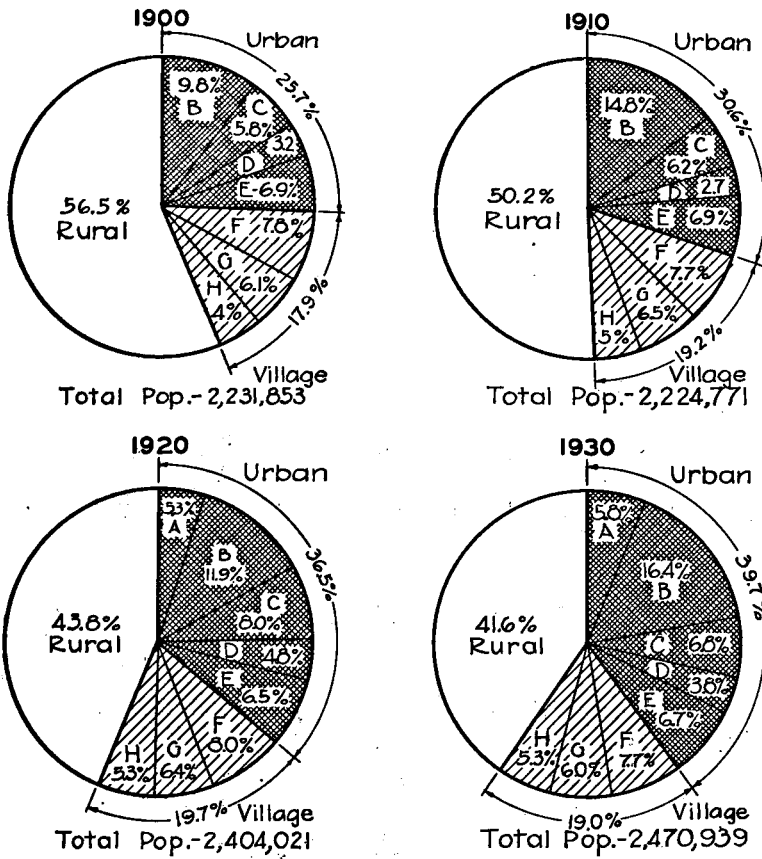 1900
Urban
25.7%
9.8%
B
C
5.8%
3.2
D
E-6.9%
56.5%
Rural
F 7.8%
G
6.1%
H
4%
17.9%
Village
Total Pop.-2,231,853
1910
Urban
30.6%
14.8%
B
C
6.2%
D 2.7
E 6.9%
50.2%
Rural
F
7.7%
G
6.5%
H
.5%
19.2%
Village
Total Pop.-2,224,771
1920
Urban
36.5%
5.3%
A
B
11.9%
C
8.0%
D 4.8%
E
6.5%
43.8%
Rural
F
8.0%
G
6.4%
H
5.3%
19.7% Village
Total Pop.-2,404,021
1930
Urban
39.7%
5.8%
A
16.4%
B
C 6.8%
D
3.8%
E
6.7%
41.6%
Rural
F
7.7%
G
6.0%
H
5.3%
19.0% Village
Total Pop.-2,470,939